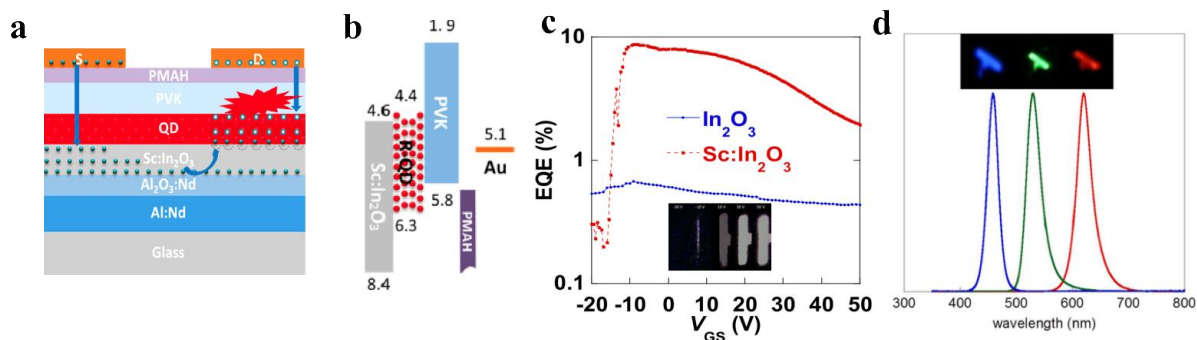 a
S
D
PMAH
PVK
QD
Sc:In₂O₃
Al₂O₃:Nd
Al:Nd
Glass
b
1.9
4.4
4.6
PVK
5.1
Sc:In₂O₃
RQD
Au
5.8
6.3
PMAH
8.4
c
10
1
0.1
EQE (%)
In₂O₃
Sc:In₂O₃
-20 -10 0 10 20 30 40 50
V_GS (V)
d
300 400 500 600 700 800
wavelength (nm)